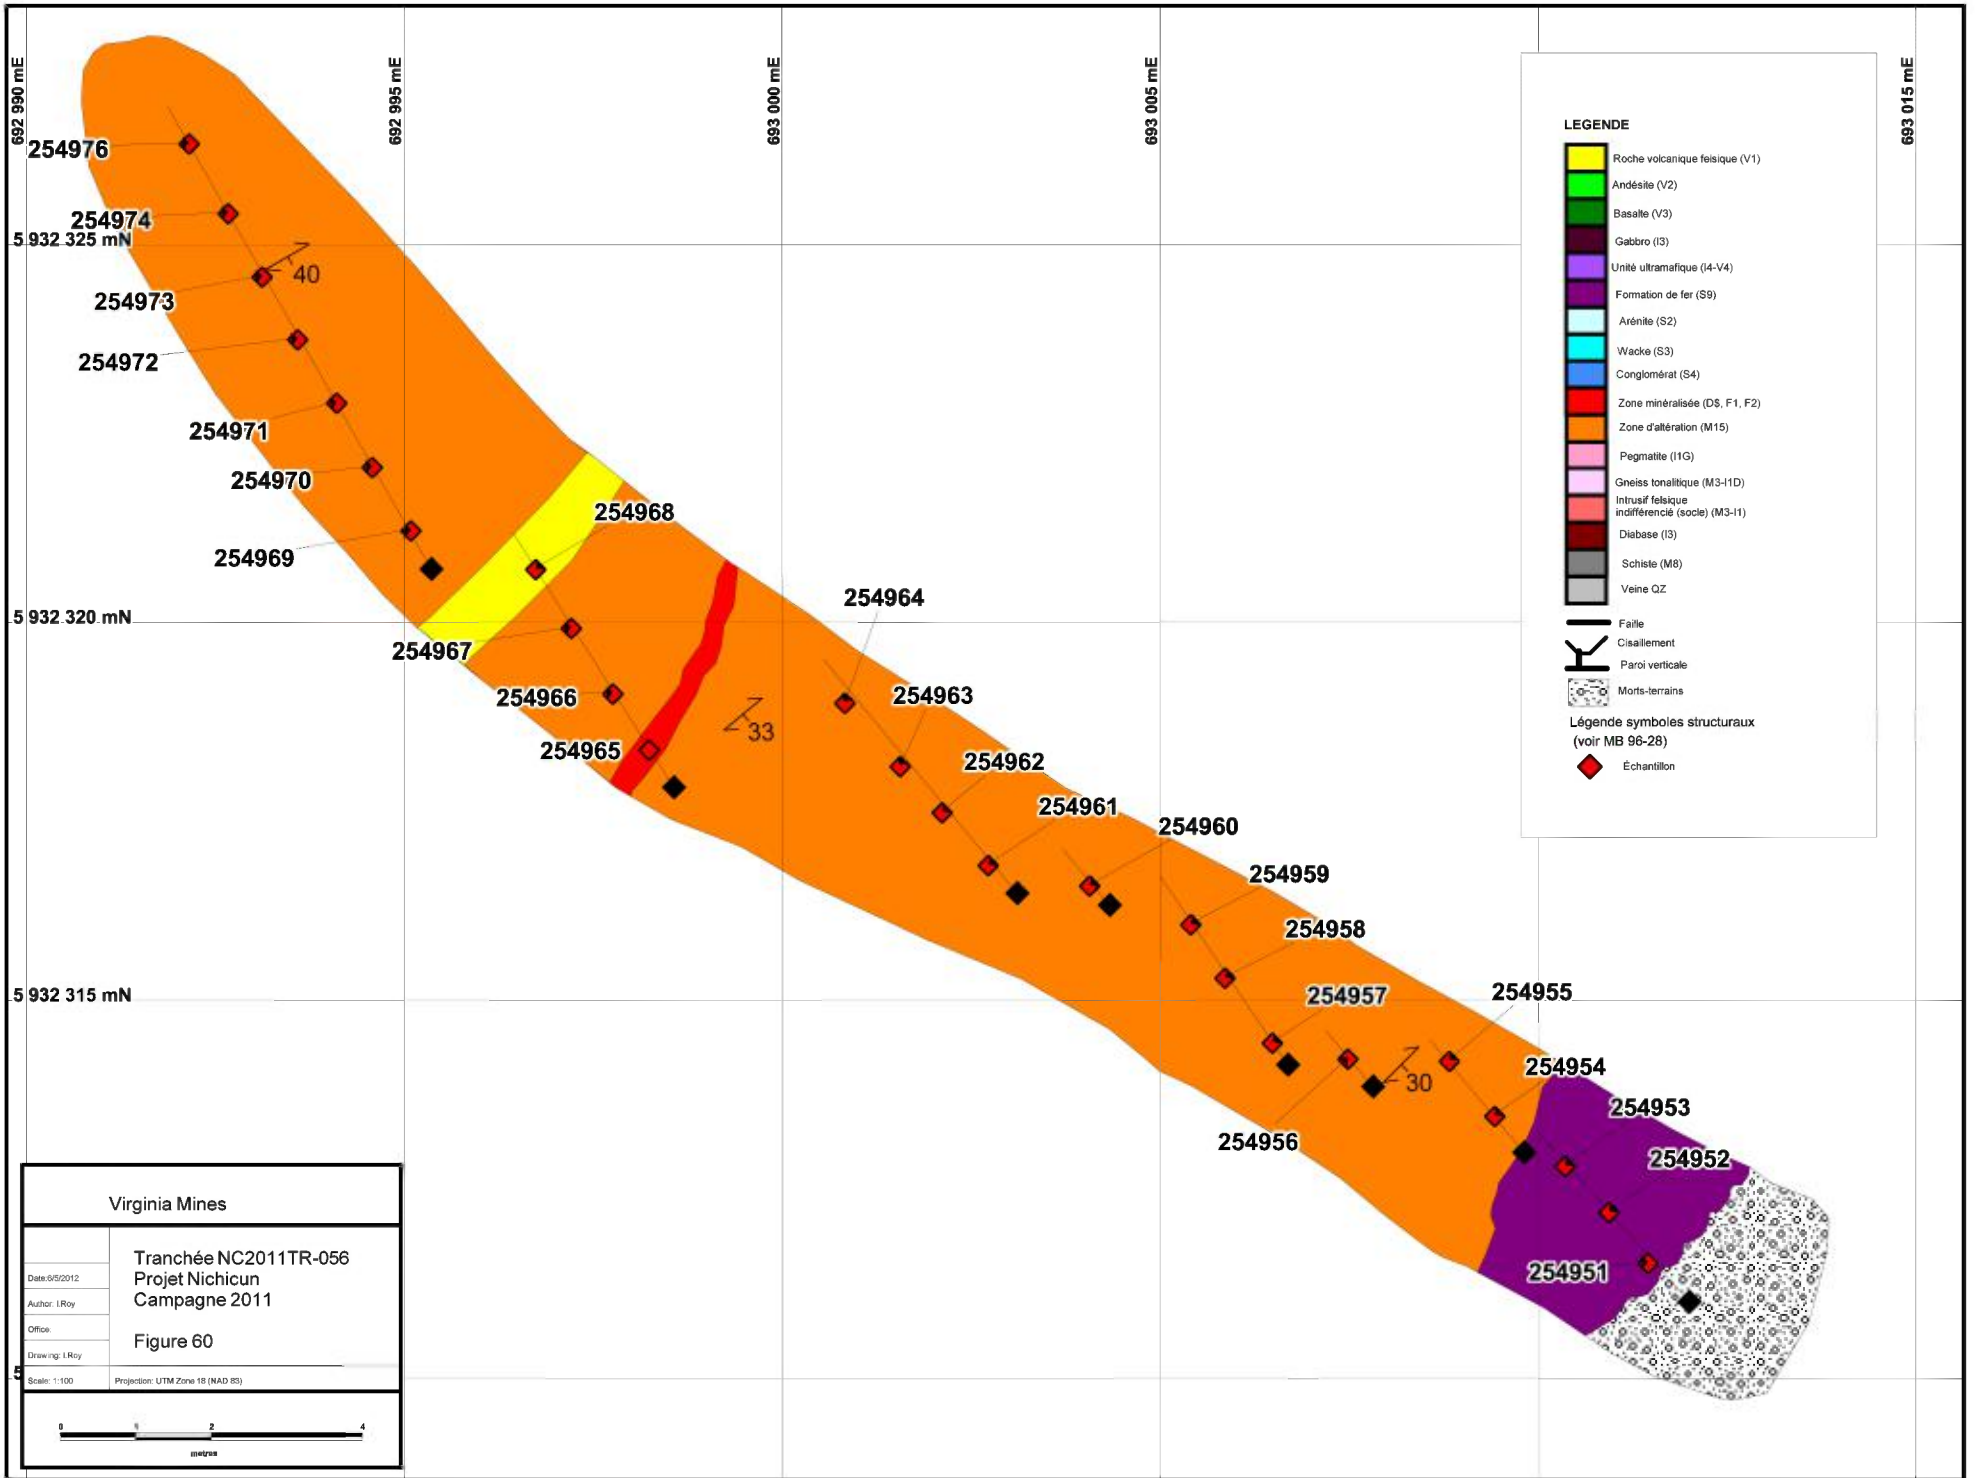 692 990 mE
692 995 mE
693 000 mE
693 005 mE
693 015 mE
254976
254974
5 932 325 mN
40
254973
254972
254971
254970
254969
254968
5 932 320 mN
254967
254966
254965
33
254964
254963
254962
254961
254960
254959
254958
5 932 315 mN
254957
254956
30
254955
254954
254953
254952
254951
LEGENDE
Roche volcanique felsique (V1)
Andésite (V2)
Basalte (V3)
Gabbro (I3)
Unité ultramafique (I4-V4)
Formation de fer (S9)
Arénite (S2)
Wacke (S3)
Conglomérat (S4)
Zone minéralisée (D$, F1, F2)
Zone d'altération (M15)
Pegmatite (I1G)
Gneiss tonalitique (M3-I1D)
Intrusif felsique
indifférencié (socle) (M3-I1)
Diabase (I3)
Schiste (M8)
Veine QZ
Faille
Cisaillement
Paroi verticale
Morts-terrains
Légende symboles structuraux
(voir MB 96-28)
Échantillon
Virginia Mines
Tranchée NC2011TR-056
Projet Nichicun
Campagne 2011
Figure 60
Date:6/5/2012
Author: I.Roy
Office:
Drawing: I.Roy
Scale: 1:100
Projection: UTM Zone 18 (NAD 83)
0 2 4
metres